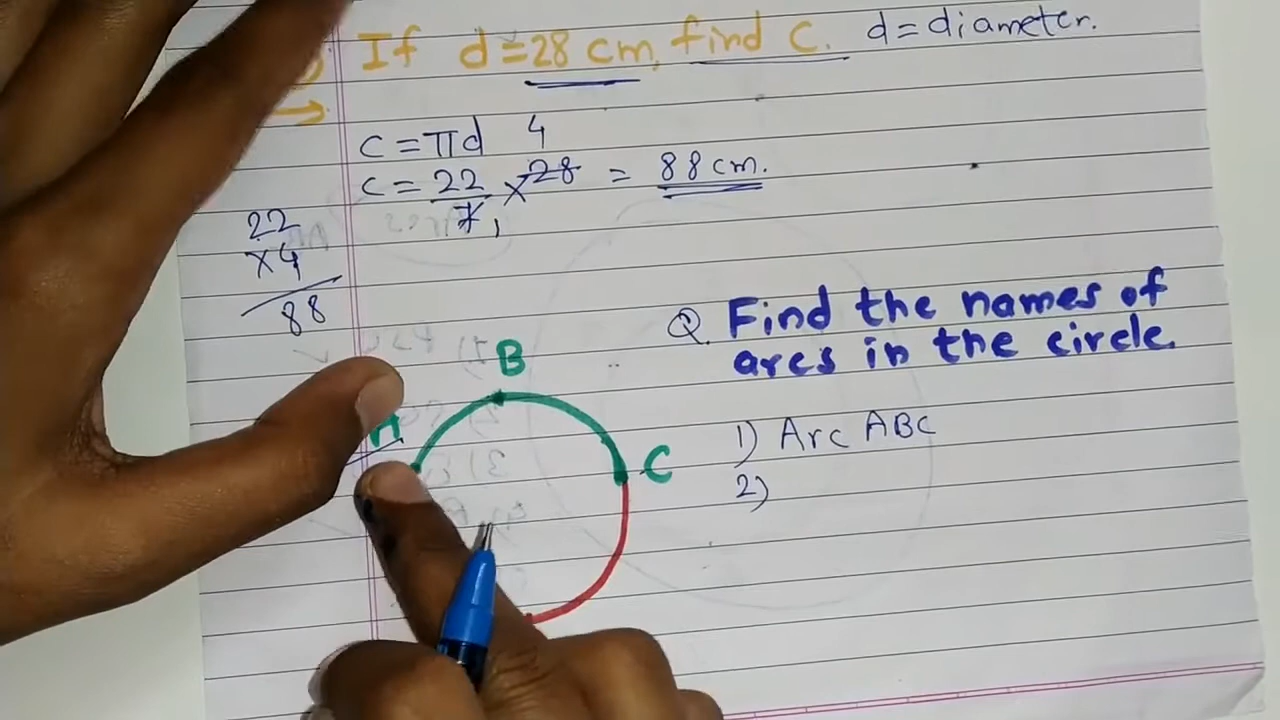 If d=28 cm, find c. d=diameter.
c=πd 4
c= 22/7, × 28 = 88 cm.
22
×4
88
Q. Find the names of
arcs in the circle.
B
A
C
1) Arc ABC
2)